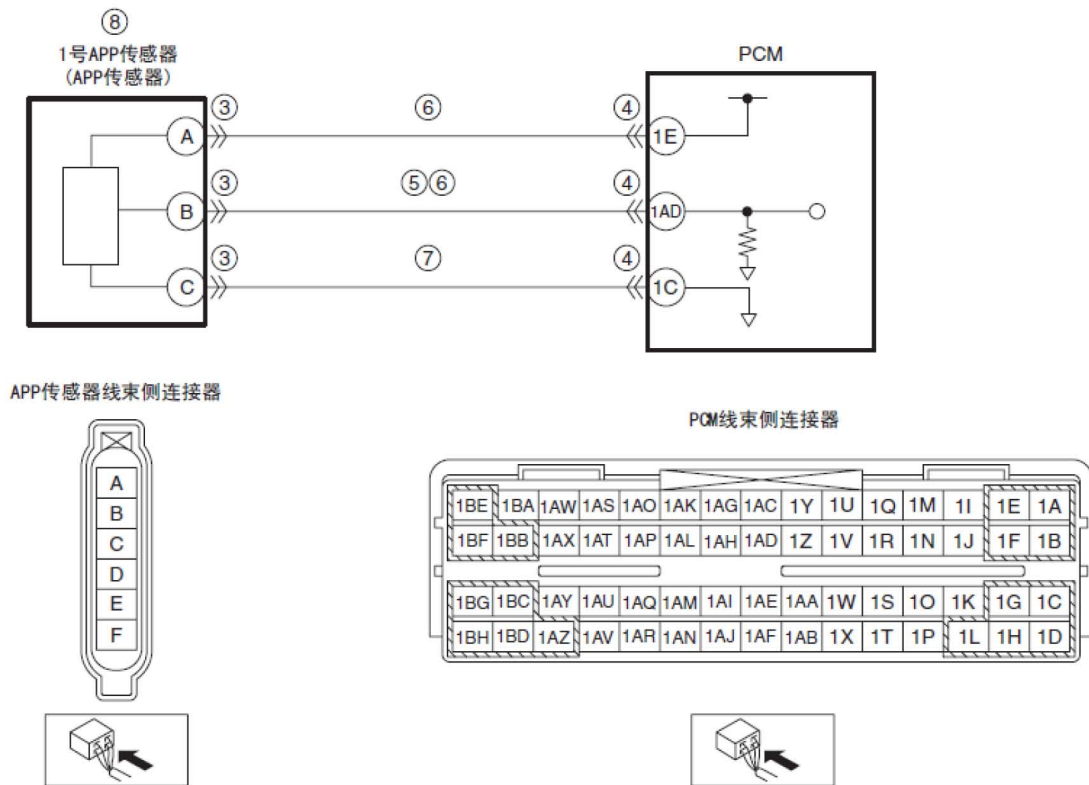 ⑧
1号APP传感器
(APP传感器)
PCM
③ ⑥ ④
A 1E
③ ⑤⑥ ④
B 1AD
③ ⑦ ④
C 1C
APP传感器线束侧连接器
A
B
C
D
E
F
PCM线束侧连接器
1BE 1BA 1AW 1AS 1AO 1AK 1AG 1AC 1Y 1U 1Q 1M 1I 1E 1A
1BF 1BB 1AX 1AT 1AP 1AL 1AH 1AD 1Z 1V 1R 1N 1J 1F 1B
1BG 1BC 1AY 1AU 1AQ 1AM 1AI 1AE 1AA 1W 1S 1O 1K 1G 1C
1BH 1BD 1AZ 1AV 1AR 1AN 1AJ 1AF 1AB 1X 1T 1P 1L 1H 1D